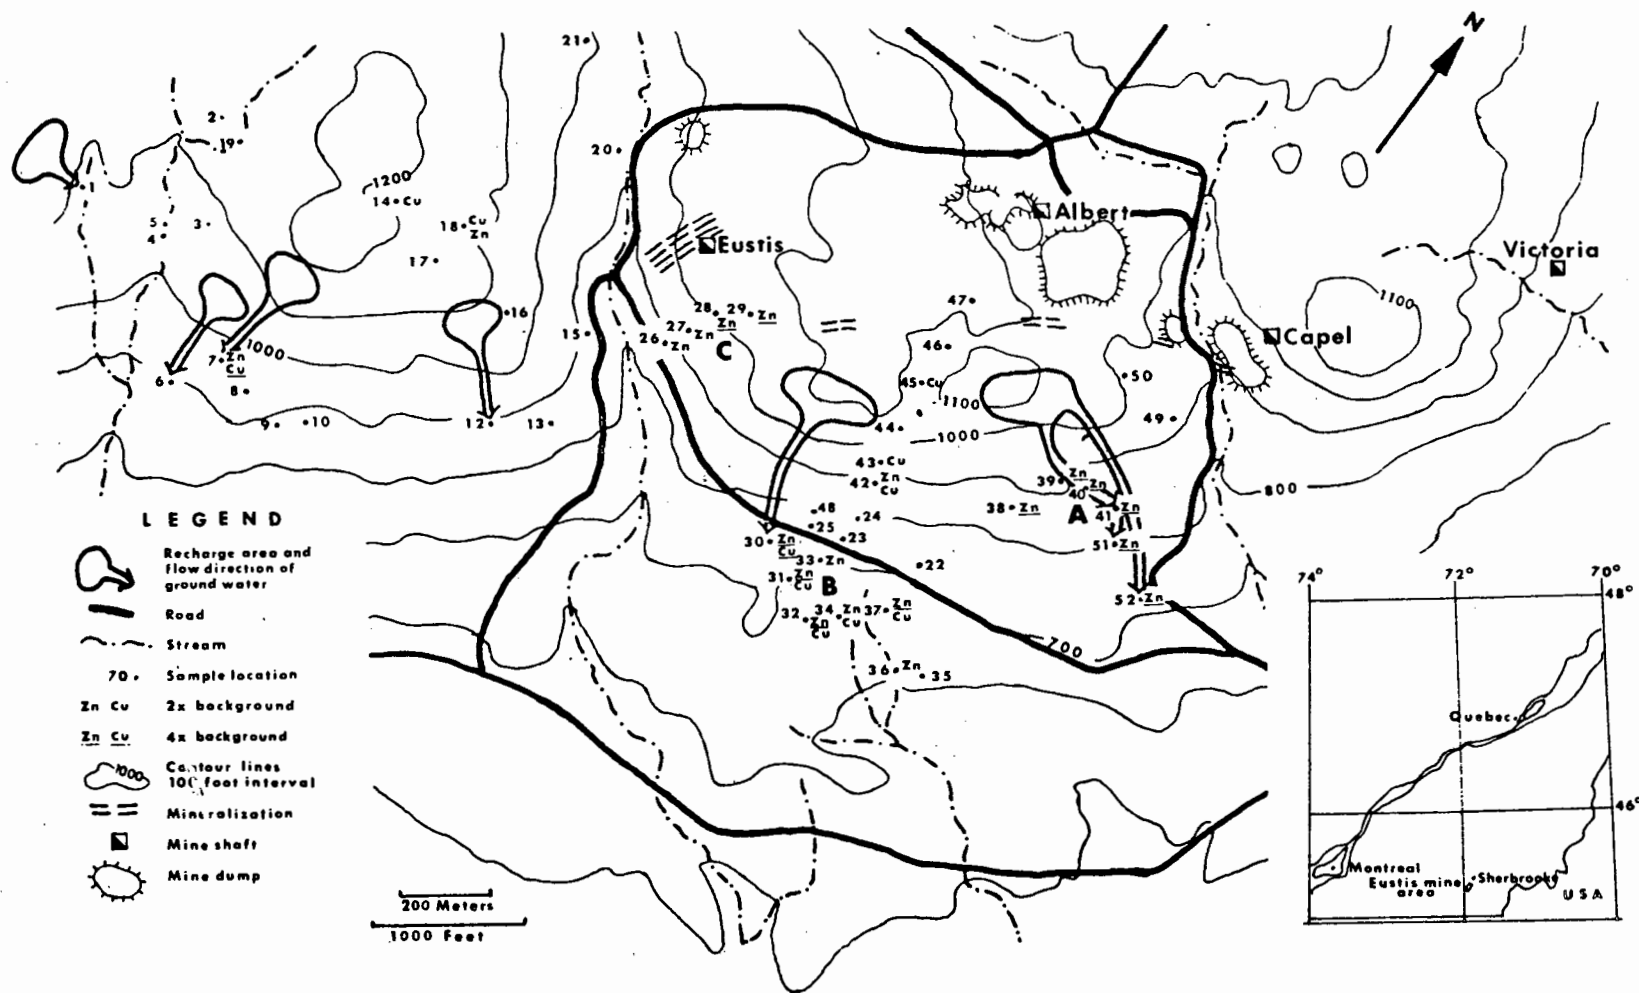 N
21
2
19
20
1
1200
14 Cu
5
4
3
18 Cu
Zn
17
Albert
Eustis
Victoria
1100
Capel
16
15
28
29 Zn
Zn
27 Zn
26 Zn
C
47
46
50
45 Cu
1100
1000
7 Zn
Cu
6
8
9
10
12
13
44
1000
49
43 Cu
42 Zn
Cu
39 Zn
40 Zn
800
38 Zn
A
41 Zn
48
24
25
23
51 Zn
30 Zn
Cu
33 Zn
22
31 Zn
Cu
B
52 Zn
32 Zn
Cu
34 Zn
Cu
37 Zn
Cu
700
36 Zn
35
LEGEND
Recharge area and
flow direction of
ground water
Road
Stream
70 Sample location
Zn Cu 2x background
Zn Cu 4x background
1000
Contour lines
foot interval
Mineralization
Mine shaft
Mine dump
200 Meters
1000 Feet
74° 72° 70°
48°
Quebec
46°
Montreal
Eustis mine
area
Sherbrooke
USA